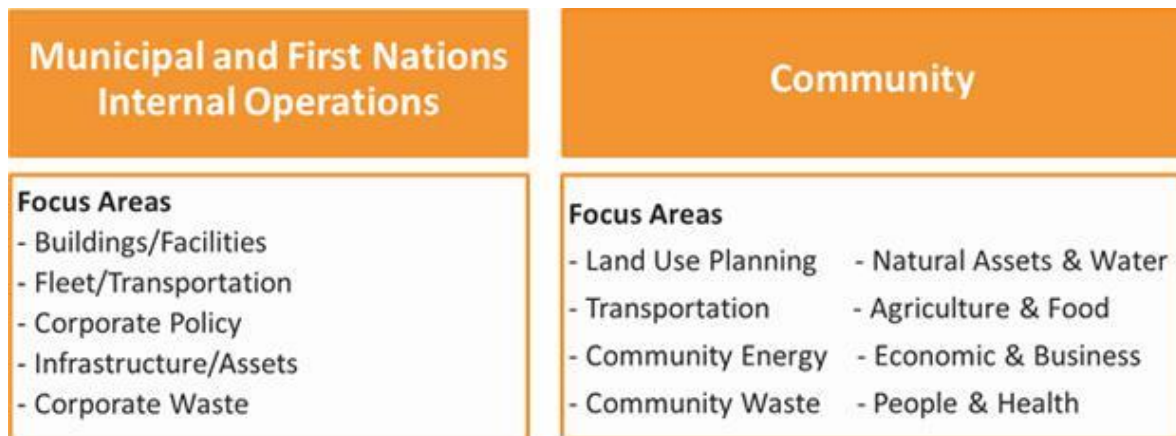 Municipal and First Nations
Internal Operations
Focus Areas
- Buildings/Facilities
- Fleet/Transportation
- Corporate Policy
- Infrastructure/Assets
- Corporate Waste
Community
Focus Areas
- Land Use Planning
- Transportation
- Community Energy
- Community Waste
- Natural Assets & Water
- Agriculture & Food
- Economic & Business
- People & Health